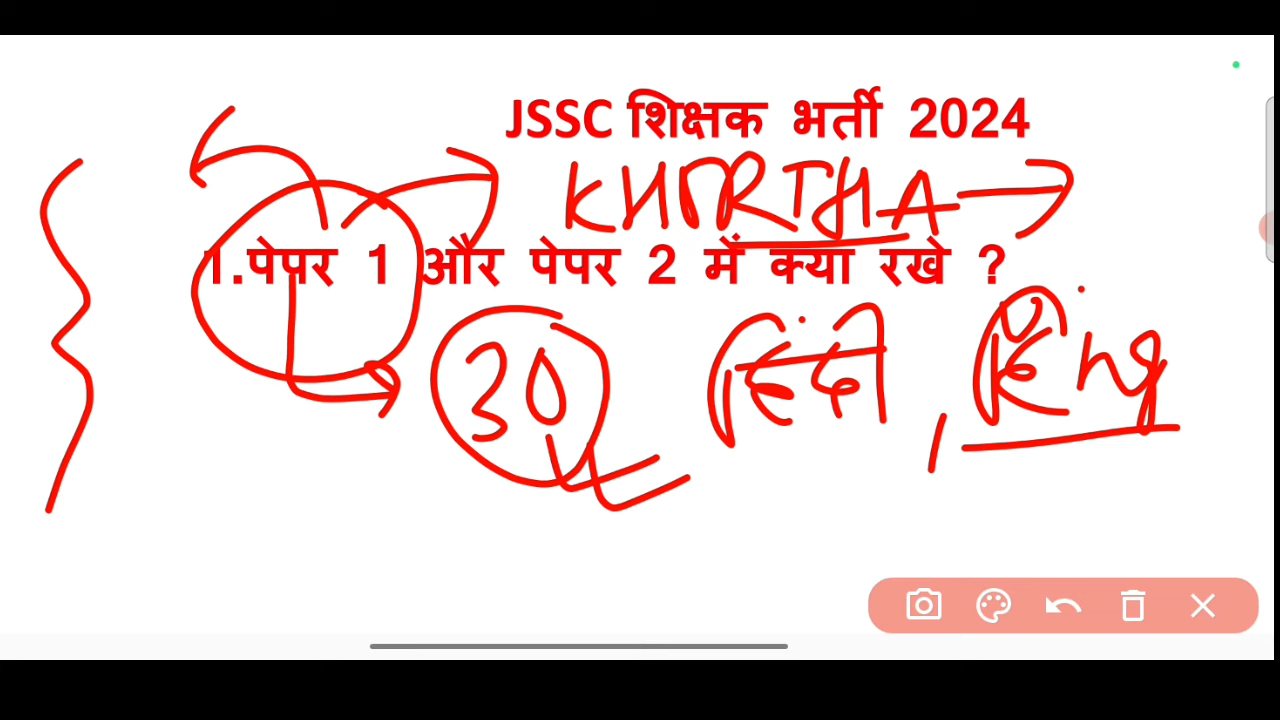 JSSC शिक्षक भर्ती 2024
KHORTHA
1.पेपर 1 और पेपर 2 में क्या रखे ?
30 हिंदी, Eng